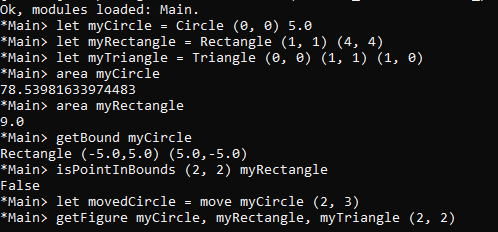 Ok, modules loaded: Main.
*Main> let myCircle = Circle (0, 0) 5.0
*Main> let myRectangle = Rectangle (1, 1) (4, 4)
*Main> let myTriangle = Triangle (0, 0) (1, 1) (1, 0)
*Main> area myCircle
78.53981633974483
*Main> area myRectangle
9.0
*Main> getBound myCircle
Rectangle (-5.0,5.0) (5.0,-5.0)
*Main> isPointInBounds (2, 2) myRectangle
False
*Main> let movedCircle = move myCircle (2, 3)
*Main> getFigure myCircle, myRectangle, myTriangle (2, 2)